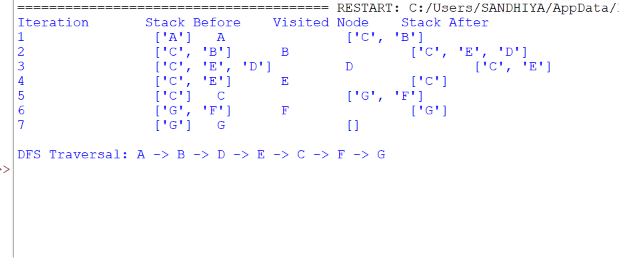 ====================================== RESTART: C:/Users/SANDHIYA/AppData/
Iteration Stack Before Visited Node Stack After
1 ['A'] A ['C', 'B']
2 ['C', 'B'] B ['C', 'E', 'D']
3 ['C', 'E', 'D'] D ['C', 'E']
4 ['C', 'E'] E ['C']
5 ['C'] C ['G', 'F']
6 ['G', 'F'] F ['G']
7 ['G'] G []
DFS Traversal: A -> B -> D -> E -> C -> F -> G
>